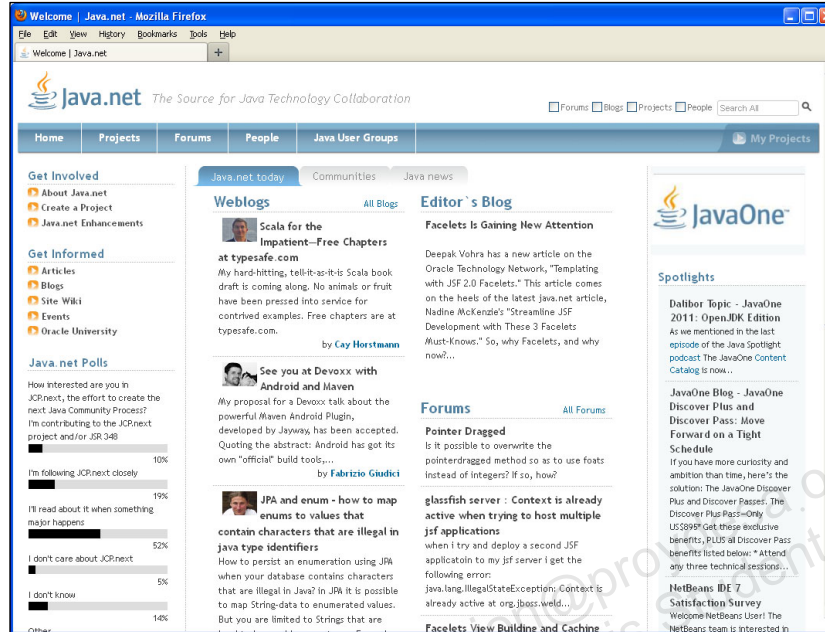 Welcome | Java.net - Mozilla Firefox
File Edit View History Bookmarks Tools Help
Welcome | Java.net
Java.net The Source for Java Technology Collaboration
Forums Blogs Projects People Search All
Home Projects Forums People Java User Groups My Projects
Get Involved
About Java.net
Create a Project
Java.net Enhancements
Get Informed
Articles
Blogs
Site Wiki
Events
Oracle University
Java.net Polls
How interested are you in
JCP.next, the effort to create the
next Java Community Process?
I'm contributing to the JCP.next
project and/or JSR 348
10%
I'm following JCP.next closely
19%
I'll read about it when something
major happens
52%
I don't care about JCP.next
5%
I don't know
14%
Other
Java.net today Communities Java news
Weblogs All Blogs
Scala for the
Impatient—Free Chapters
at typesafe.com
My hard-hitting, tell-it-as-it-is Scala book
draft is coming along. No animals or fruit
have been pressed into service for
contrived examples. Free chapters are at
typesafe.com.
by Cay Horstmann
See you at Devoxx with
Android and Maven
My proposal for a Devoxx talk about the
powerful Maven Android Plugin,
developed by Jayway, has been accepted.
Quoting the abstract: Android has got its
own "official" build tools,...
by Fabrizio Giudici
JPA and enum - how to map
enums to values that
contain characters that are illegal in
java type identifiers
How to persist an enumeration using JPA
when your database contains characters
that are illegal in Java? in JPA it is possible
to map String-data to enumerated values.
But you are limited to Strings that are
Editor`s Blog
Facelets Is Gaining New Attention
Deepak Vohra has a new article on the
Oracle Technology Network, "Templating
with JSF 2.0 Facelets." This article comes
on the heels of the latest java.net article,
Nadine McKenzie's "Streamline JSF
Development with These 3 Facelets
Must-Knows." So, why Facelets, and why
now?...
Forums All Forums
Pointer Dragged
Is it possible to overwrite the
pointerdragged method so as to use foats
instead of integers? If so, how?
glassfish server : Context is already
active when trying to host multiple
jsf applications
when i try and deploy a second JSF
applicatoin to my jsf server i get the
following error:
java.lang.IllegalStateException: Context is
already active at org.jboss.weld...
Facelets View Building and Caching
JavaOne™
Spotlights
Dalibor Topic - JavaOne
2011: OpenJDK Edition
As we mentioned in the last
episode of the Java Spotlight
podcast The JavaOne Content
Catalog is now...
JavaOne Blog - JavaOne
Discover Plus and
Discover Pass: Move
Forward on a Tight
Schedule
If you have more curiosity and
ambition than time, here's the
solution: The JavaOne Discover
Plus and Discover Passes. The
Discover Plus Pass—Only
US$895* Get these exclusive
benefits, PLUS all Discover Pass
benefits listed below: * Attend
any three technical sessions...
NetBeans IDE 7
Satisfaction Survey
Welcome NetBeans User! The
NetBeans team is interested in